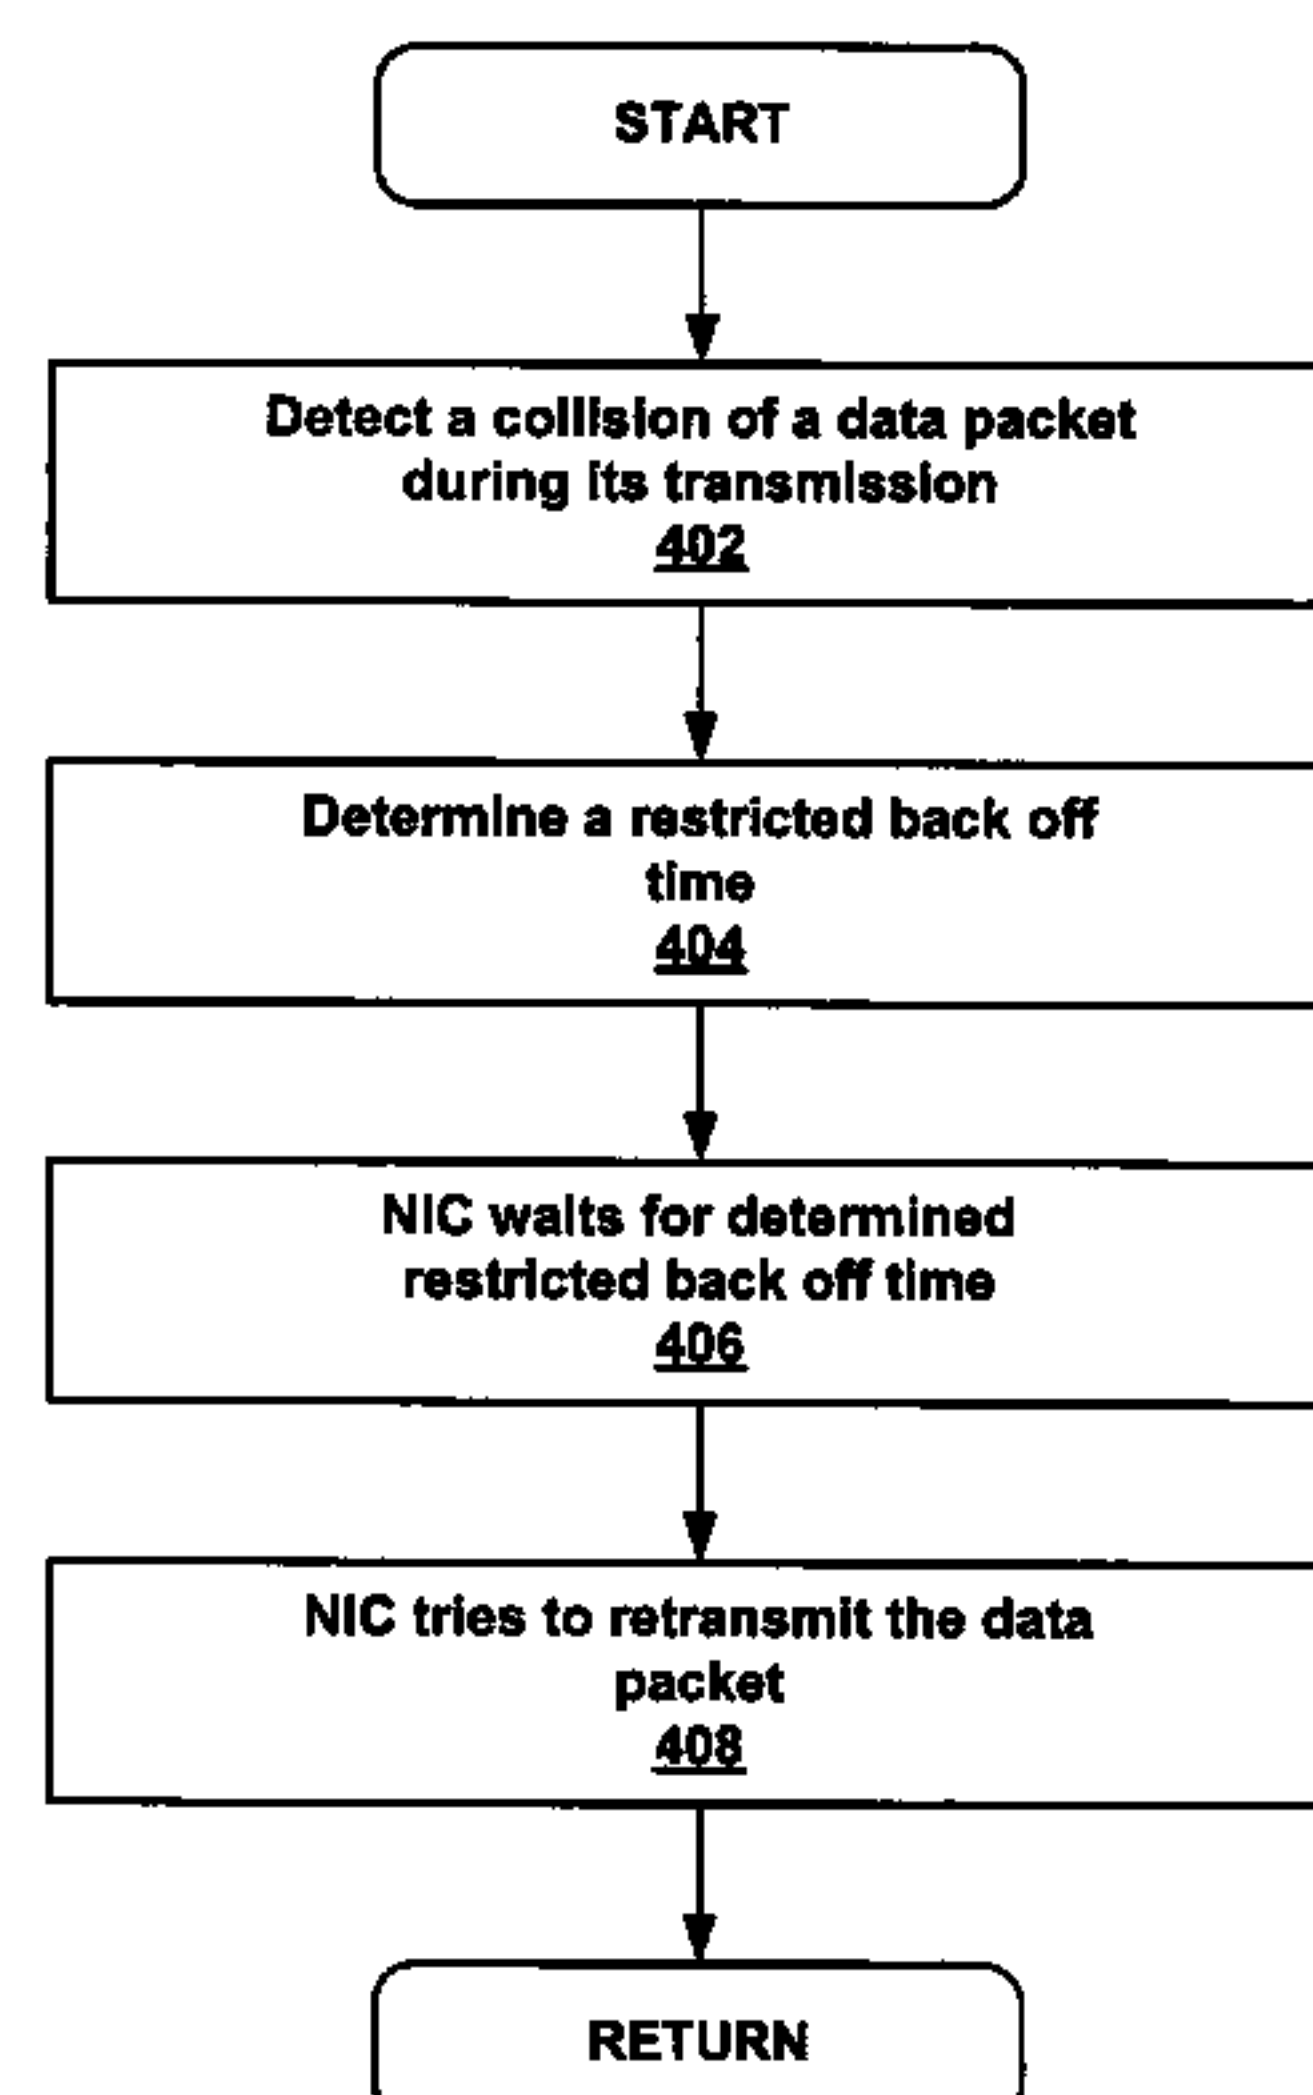 START
Detect a collision of a data packet
during its transmission
402
Determine a restricted back off
time
404
NIC waits for determined
restricted back off time
406
NIC tries to retransmit the data
packet
408
RETURN